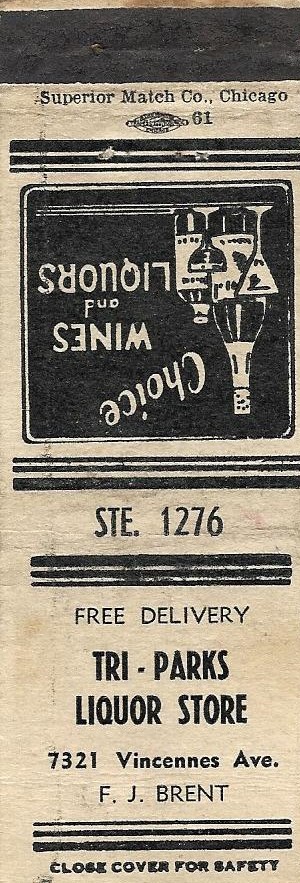 Superior Match Co., Chicago
61
Choice
WINES
and
LIQUORS
STE. 1276
FREE DELIVERY
TRI - PARKS
LIQUOR STORE
7321 Vincennes Ave.
F. J. BRENT
CLOSE COVER FOR SAFETY